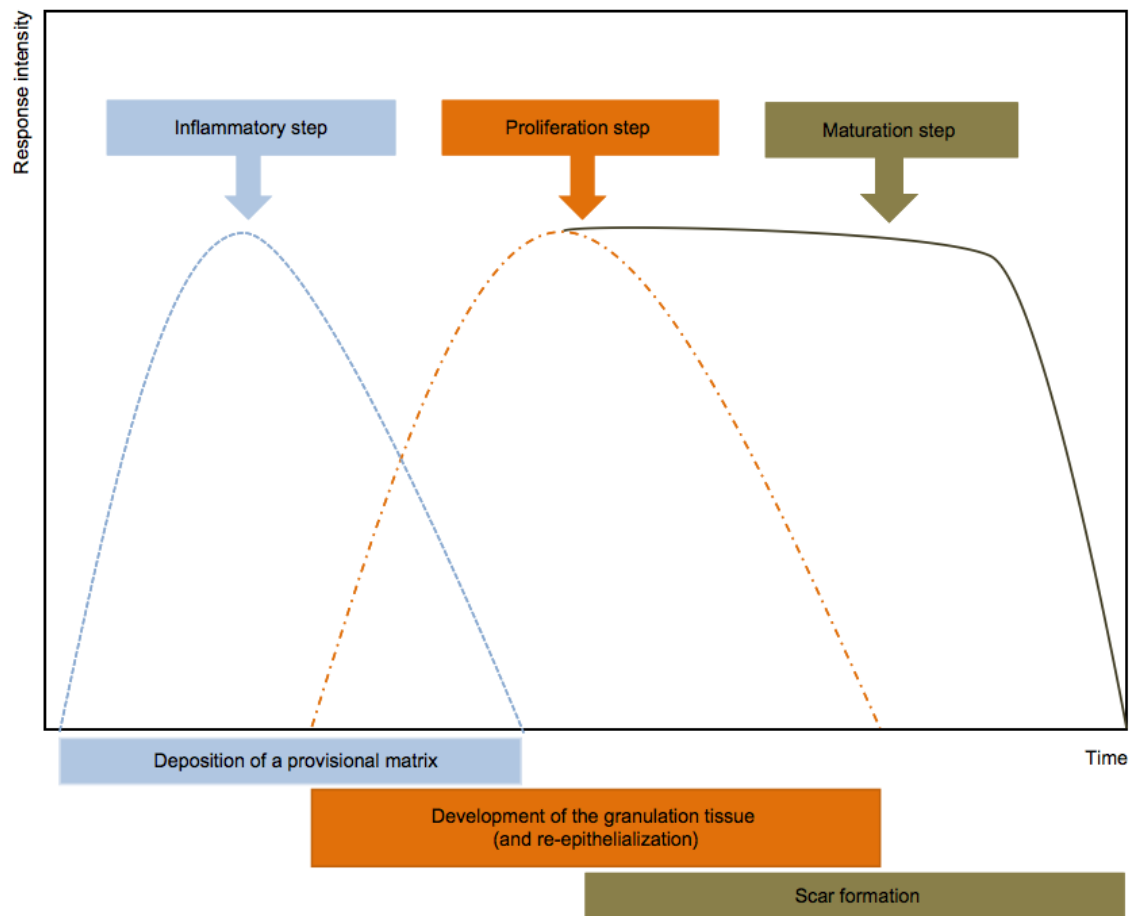 Response intensity
Inflammatory step
Proliferation step
Maturation step
Time
Deposition of a provisional matrix
Development of the granulation tissue
(and re-epithelialization)
Scar formation